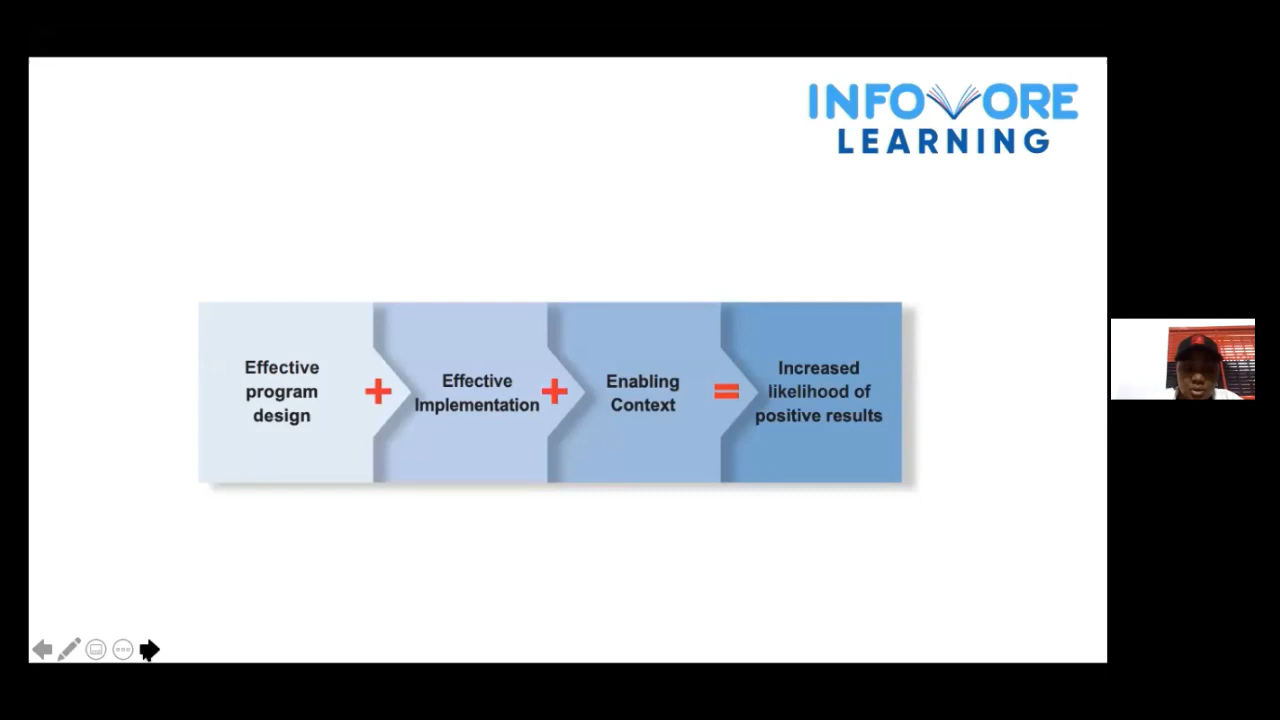 INFOVORE
LEARNING
Effective
program
design
+
Effective
Implementation
+
Enabling
Context
=
Increased
likelihood of
positive results